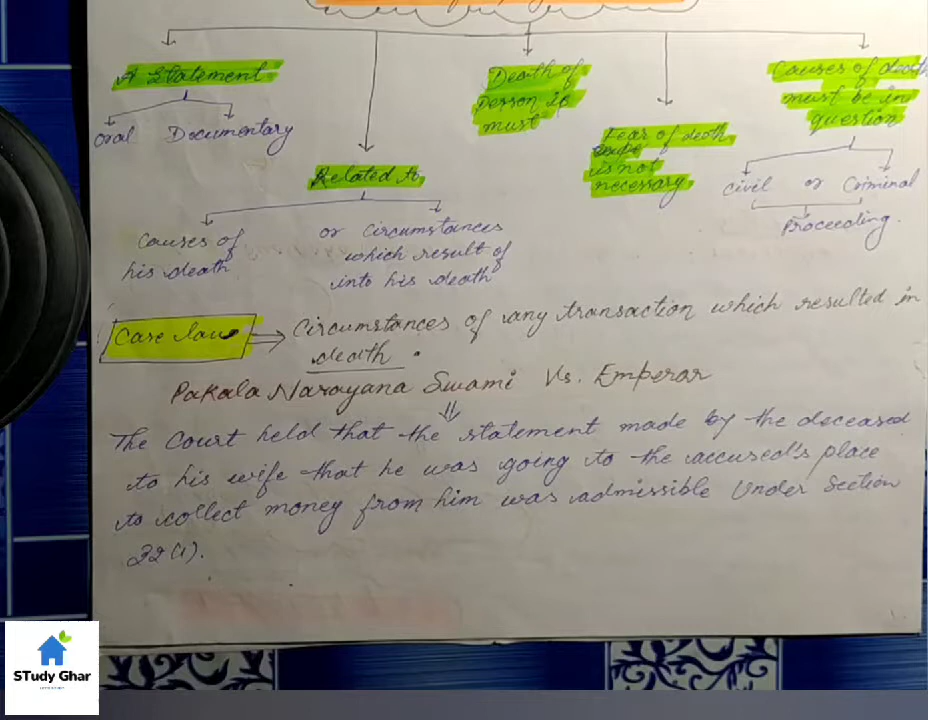 A Statement
Oral Documentary
Related to
Causes of
his death
or Circumstances
which result of
into his death
Death of
person is
must
Fear of death
is not
necessary
Causes of death
must be in
question
Civil or Criminal
Proceeding.
Case law ⇒ Circumstances of any transaction which resulted in
death.
Pakala Narayana Swami Vs. Emperor
The Court held that the statement made by the deceased
to his wife that he was going to the accused's place
to collect money from him was admissible Under Section
32(1).
STudy Ghar